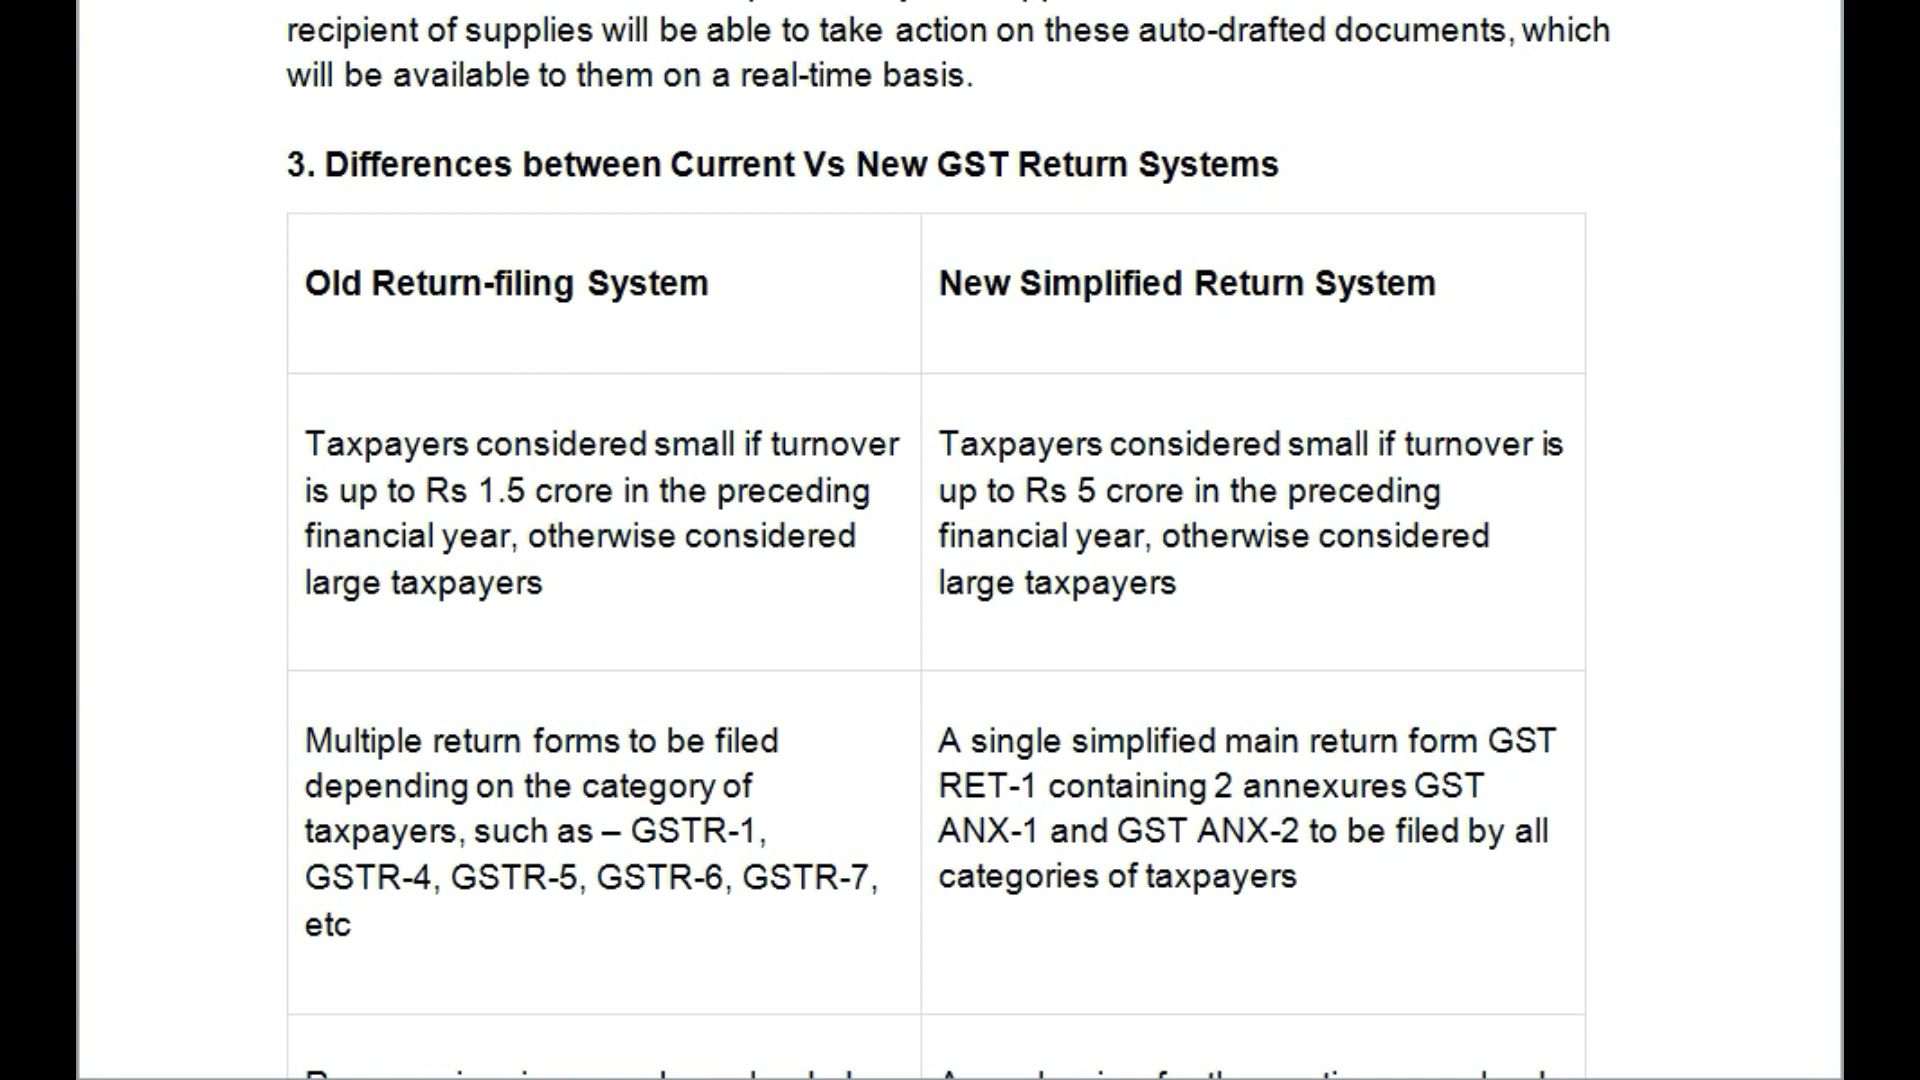 recipient of supplies will be able to take action on these auto-drafted documents, which
will be available to them on a real-time basis.
3. Differences between Current Vs New GST Return Systems
Old Return-filing System
New Simplified Return System
Taxpayers considered small if turnover
is up to Rs 1.5 crore in the preceding
financial year, otherwise considered
large taxpayers
Taxpayers considered small if turnover is
up to Rs 5 crore in the preceding
financial year, otherwise considered
large taxpayers
Multiple return forms to be filed
depending on the category of
taxpayers, such as – GSTR-1,
GSTR-4, GSTR-5, GSTR-6, GSTR-7,
etc
A single simplified main return form GST
RET-1 containing 2 annexures GST
ANX-1 and GST ANX-2 to be filed by all
categories of taxpayers